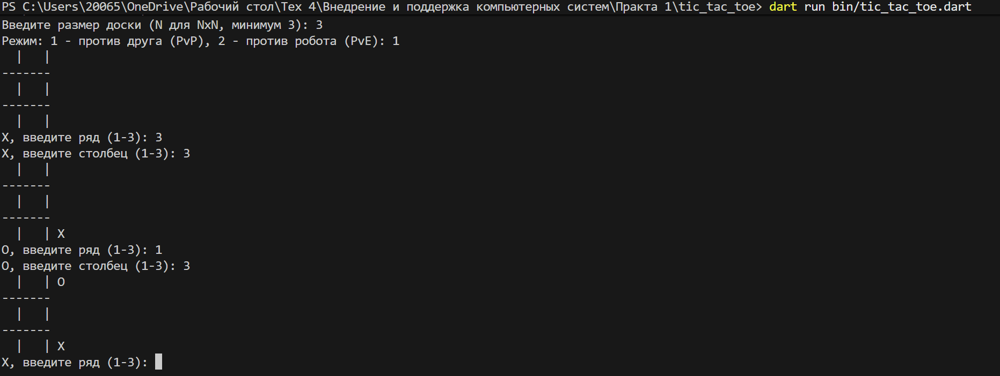 PS C:\Users\20065\OneDrive\Рабочий стол\Тех 4\Внедрение и поддержка компьютерных систем\Практа 1\tic_tac_toe> dart run bin/tic_tac_toe.dart
Введите размер доски (N для NxN, минимум 3): 3
Режим: 1 - против друга (PvP), 2 - против робота (PvE): 1
  |   |
-------
  |   |
-------
  |   |
X, введите ряд (1-3): 3
X, введите столбец (1-3): 3
  |   |
-------
  |   |
-------
  |   | X
O, введите ряд (1-3): 1
O, введите столбец (1-3): 3
  |   | O
-------
  |   |
-------
  |   | X
X, введите ряд (1-3):